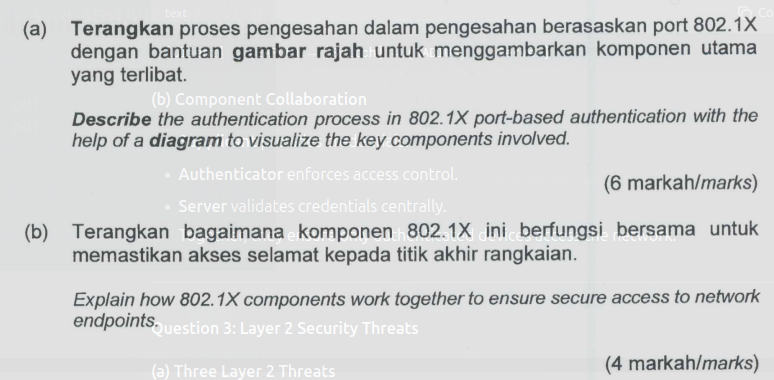 text
(a) Terangkan proses pengesahan dalam pengesahan berasaskan port 802.1X
dengan bantuan gambar rajah untuk menggambarkan komponen utama
yang terlibat.
(b) Component Collaboration
Describe the authentication process in 802.1X port-based authentication with the
help of a diagram to visualize the key components involved.
• Authenticator enforces access control.
(6 markah/marks)
• Server validates credentials centrally.
(b) Terangkan bagaimana komponen 802.1X ini berfungsi bersama untuk
memastikan akses selamat kepada titik akhir rangkaian.
Explain how 802.1X components work together to ensure secure access to network
endpoints.
Question 3: Layer 2 Security Threats
(4 markah/marks)
(a) Three Layer 2 Threats